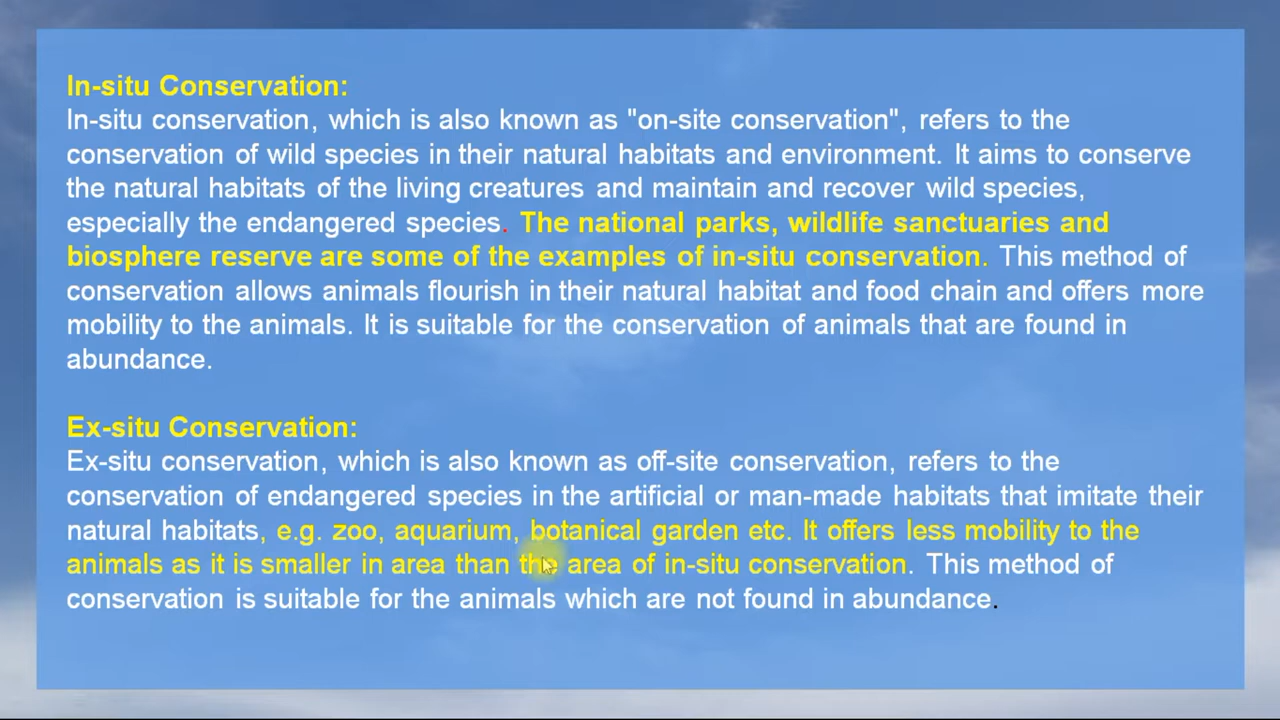 In-situ Conservation:
In-situ conservation, which is also known as "on-site conservation", refers to the
conservation of wild species in their natural habitats and environment. It aims to conserve
the natural habitats of the living creatures and maintain and recover wild species,
especially the endangered species. The national parks, wildlife sanctuaries and
biosphere reserve are some of the examples of in-situ conservation. This method of
conservation allows animals flourish in their natural habitat and food chain and offers more
mobility to the animals. It is suitable for the conservation of animals that are found in
abundance.
Ex-situ Conservation:
Ex-situ conservation, which is also known as off-site conservation, refers to the
conservation of endangered species in the artificial or man-made habitats that imitate their
natural habitats, e.g. zoo, aquarium, botanical garden etc. It offers less mobility to the
animals as it is smaller in area than the area of in-situ conservation. This method of
conservation is suitable for the animals which are not found in abundance.